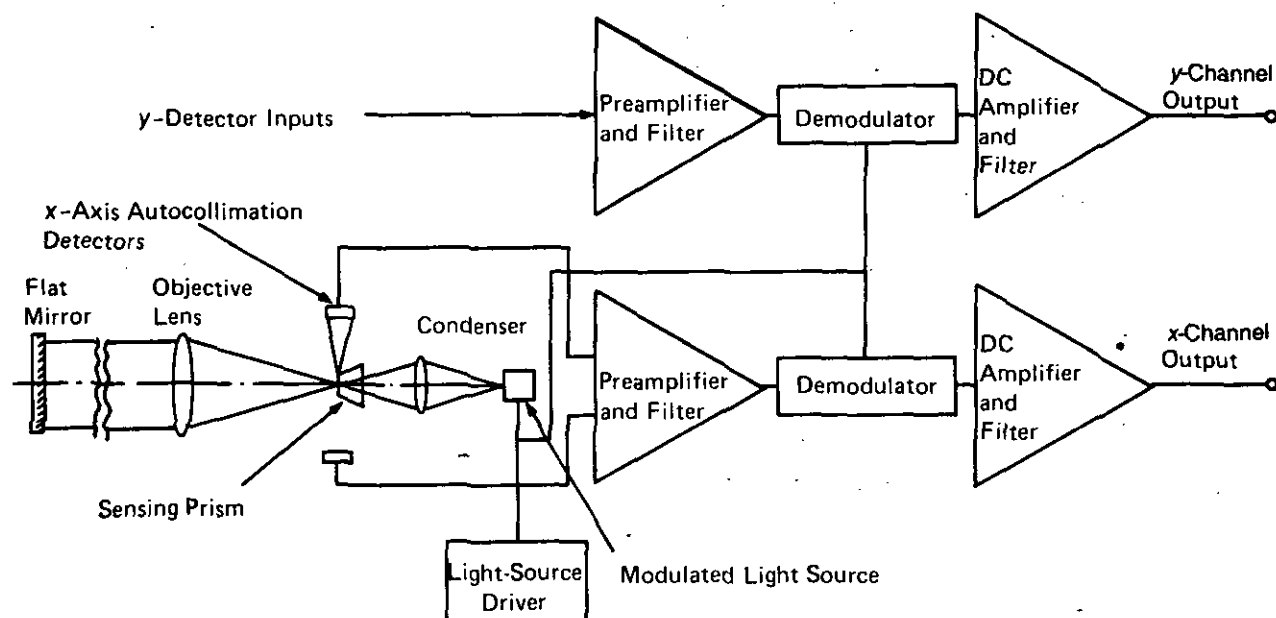 y-Detector Inputs
Preamplifier
and Filter
Demodulator
DC
Amplifier
and
Filter
y-Channel
Output
x-Axis Autocollimation
Detectors
Flat
Mirror
Objective
Lens
Condenser
Preamplifier
and Filter
Demodulator
DC
Amplifier
and
Filter
x-Channel
Output
Sensing Prism
Light-Source
Driver
Modulated Light Source